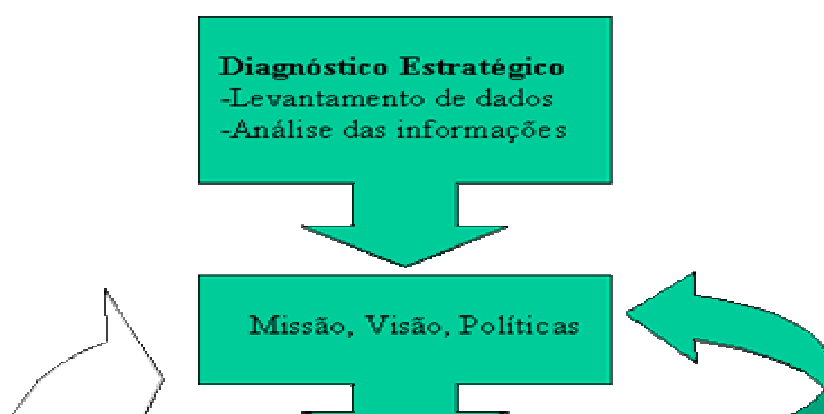 Diagnóstico Estratégico
-Levantamento de dados
-Análise das informações
Missão, Visão, Políticas